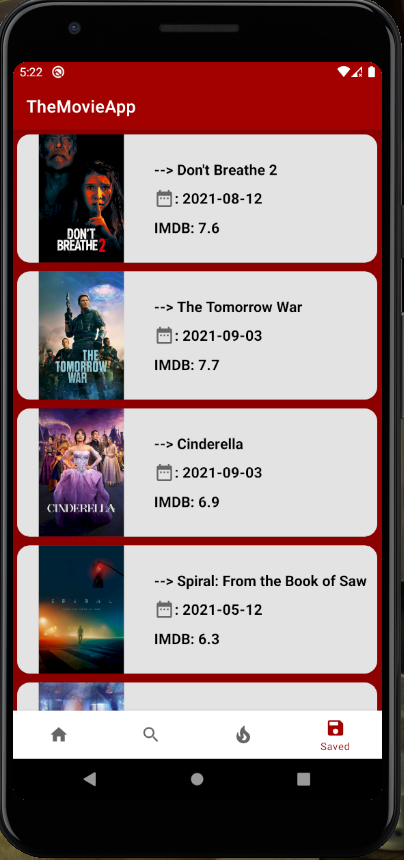 5:22
TheMovieApp
DON'T
BREATHE 2
--> Don't Breathe 2
: 2021-08-12
IMDB: 7.6
THE
TOMORROW
WAR
--> The Tomorrow War
: 2021-09-03
IMDB: 7.7
CINDERELLA
--> Cinderella
: 2021-09-03
IMDB: 6.9
SPIRAL
--> Spiral: From the Book of Saw
: 2021-05-12
IMDB: 6.3
Saved